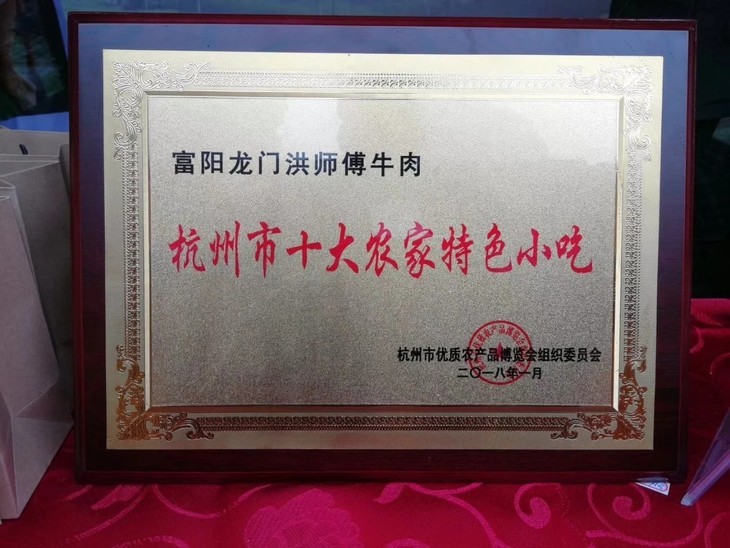 富阳龙门洪师傅牛肉
杭州市十大农家特色小吃
杭州市优质农产品博览会组织委员会
二〇一八年一月